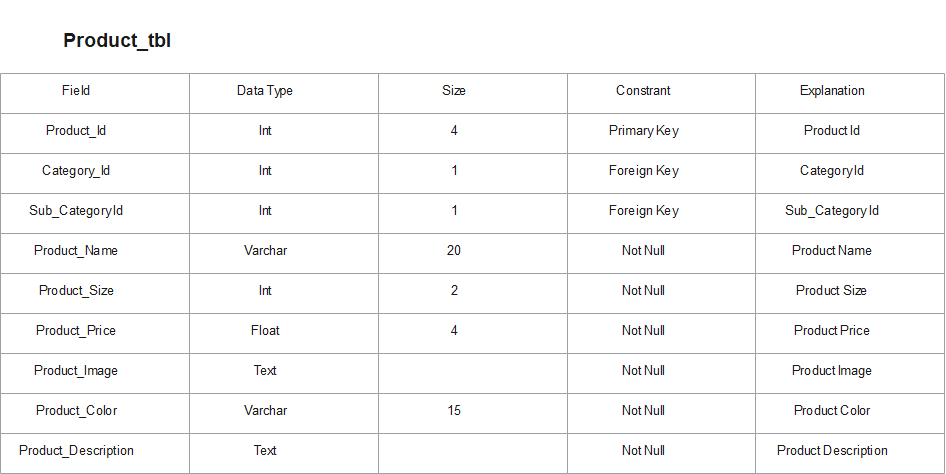 Product_tbl
Field Data Type Size Constrant Explanation
Product_Id Int 4 Primary Key Product Id
Category_Id Int 1 Foreign Key Category Id
Sub_Category Id Int 1 Foreign Key Sub_Category Id
Product_Name Varchar 20 Not Null Product Name
Product_Size Int 2 Not Null Product Size
Product_Price Float 4 Not Null Product Price
Product_Image Text Not Null Product Image
Product_Color Varchar 15 Not Null Product Color
Product_Description Text Not Null Product Description